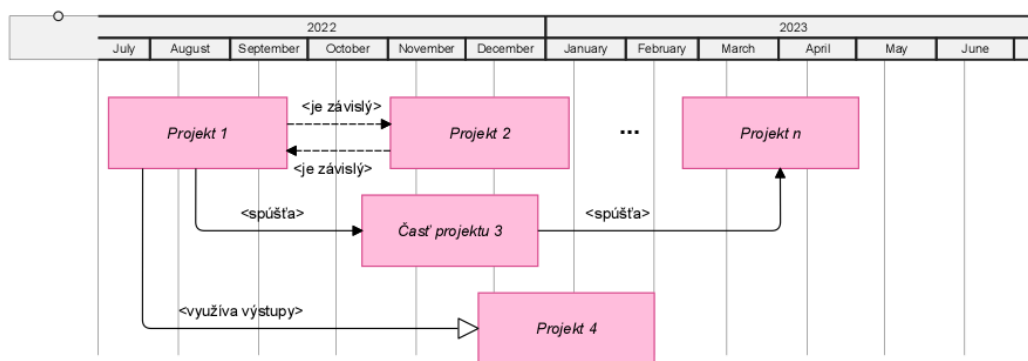 2022 2023
July August September October November December January February March April May June
<je závislý>
Projekt 1 Projekt 2 ... Projekt n
<je závislý>
<spúšťa> Časť projektu 3 <spúšťa>
<využíva výstupy>
Projekt 4